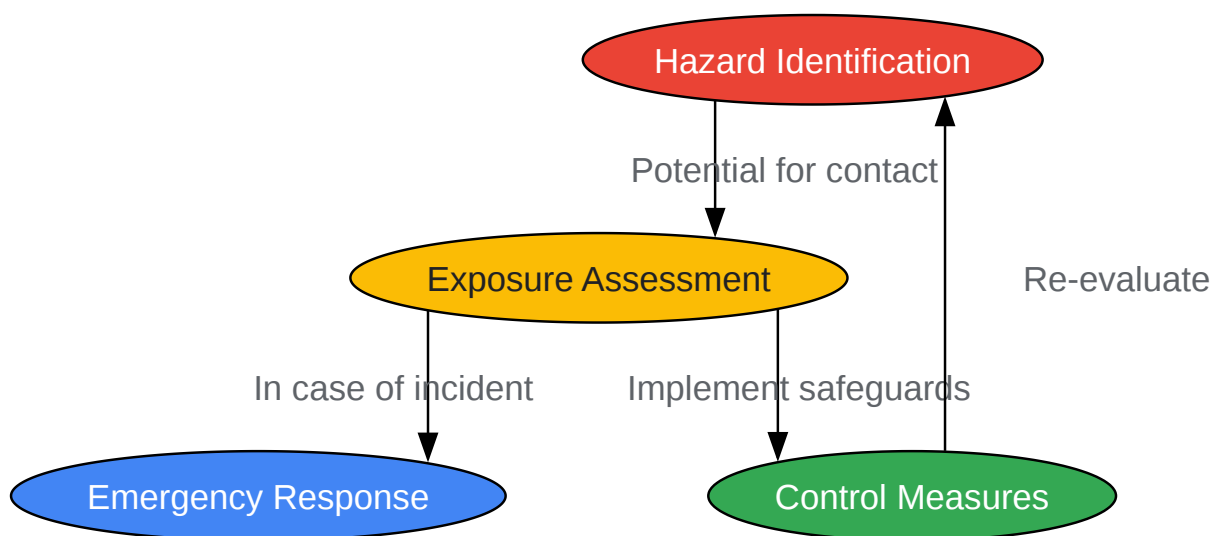 Hazard Identification
Potential for contact
Exposure Assessment
Re-evaluate
In case of incident
Implement safeguards
Emergency Response
Control Measures